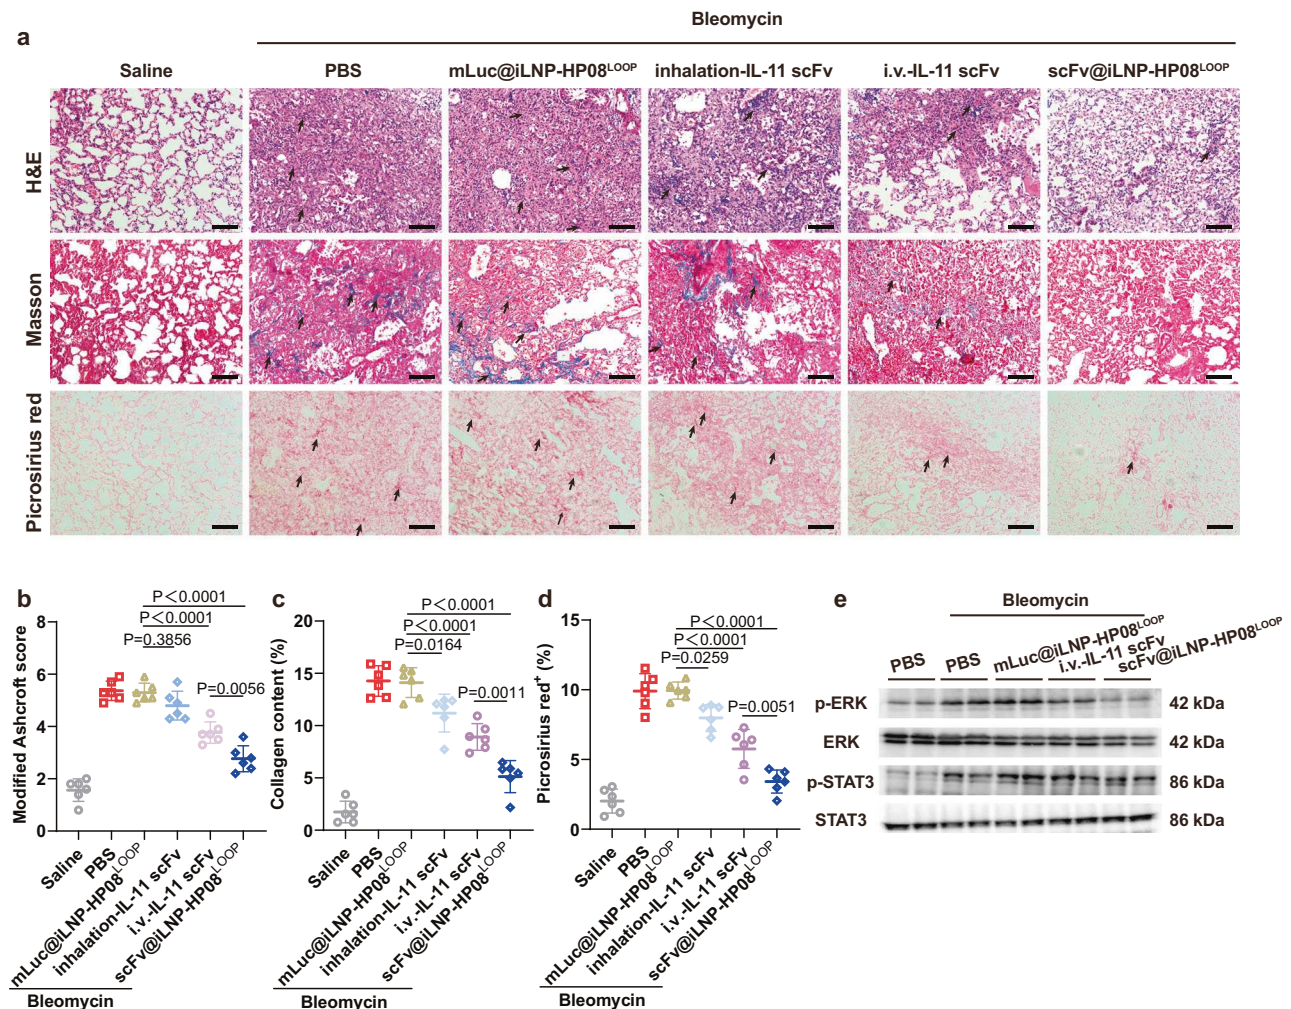 Bleomycin
a
Saline
PBS
mLuc@iLNP-HP08LOOP
inhalation-IL-11 scFv
i.v.-IL-11 scFv
scFv@iLNP-HP08LOOP
H&E
Masson
Picrosirius red
b
P<0.0001
P<0.0001
P=0.3856
P=0.0056
Modified Ashcroft score
8
6
4
2
0
Saline
PBS
mLuc@iLNP-HP08LOOP
inhalation-IL-11 scFv
i.v.-IL-11 scFv
scFv@iLNP-HP08LOOP
Bleomycin
c
P<0.0001
P<0.0001
P=0.0164
P=0.0011
Collagen content (%)
20
15
10
5
0
Saline
PBS
mLuc@iLNP-HP08LOOP
inhalation-IL-11 scFv
i.v.-IL-11 scFv
scFv@iLNP-HP08LOOP
Bleomycin
d
P<0.0001
P<0.0001
P=0.0259
P=0.0051
Picrosirius red+ (%)
15
10
5
0
Saline
PBS
mLuc@iLNP-HP08LOOP
inhalation-IL-11 scFv
i.v.-IL-11 scFv
scFv@iLNP-HP08LOOP
Bleomycin
e
Bleomycin
PBS
PBS
mLuc@iLNP-HP08LOOP
i.v.-IL-11 scFv
scFv@iLNP-HP08LOOP
p-ERK
42 kDa
ERK
42 kDa
p-STAT3
86 kDa
STAT3
86 kDa